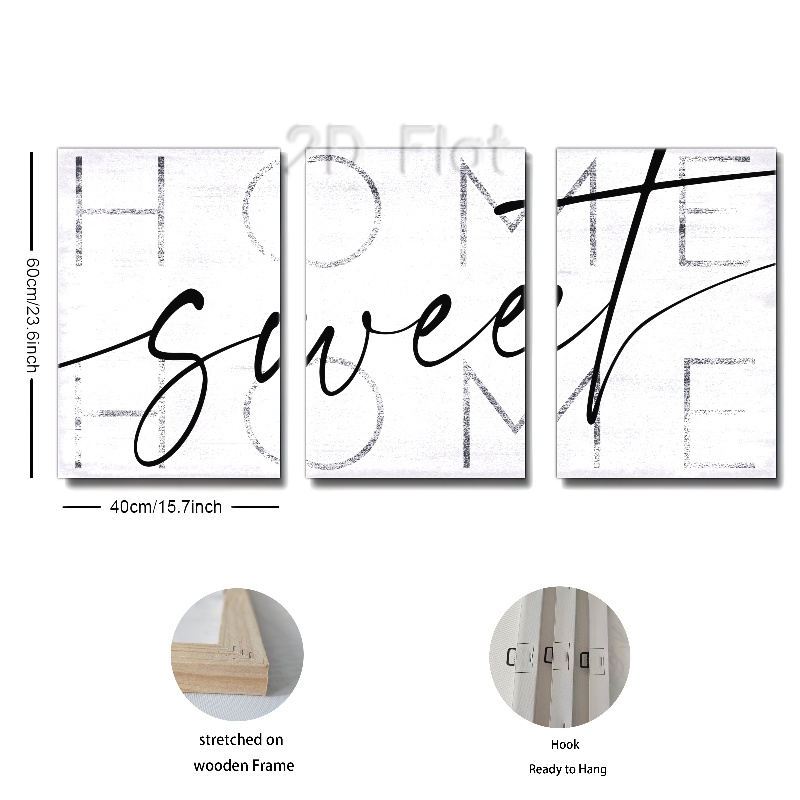 2D Flat
HOME
sweet
HOME
60cm/23.6inch
40cm/15.7inch
stretched on
wooden Frame
Hook
Ready to Hang